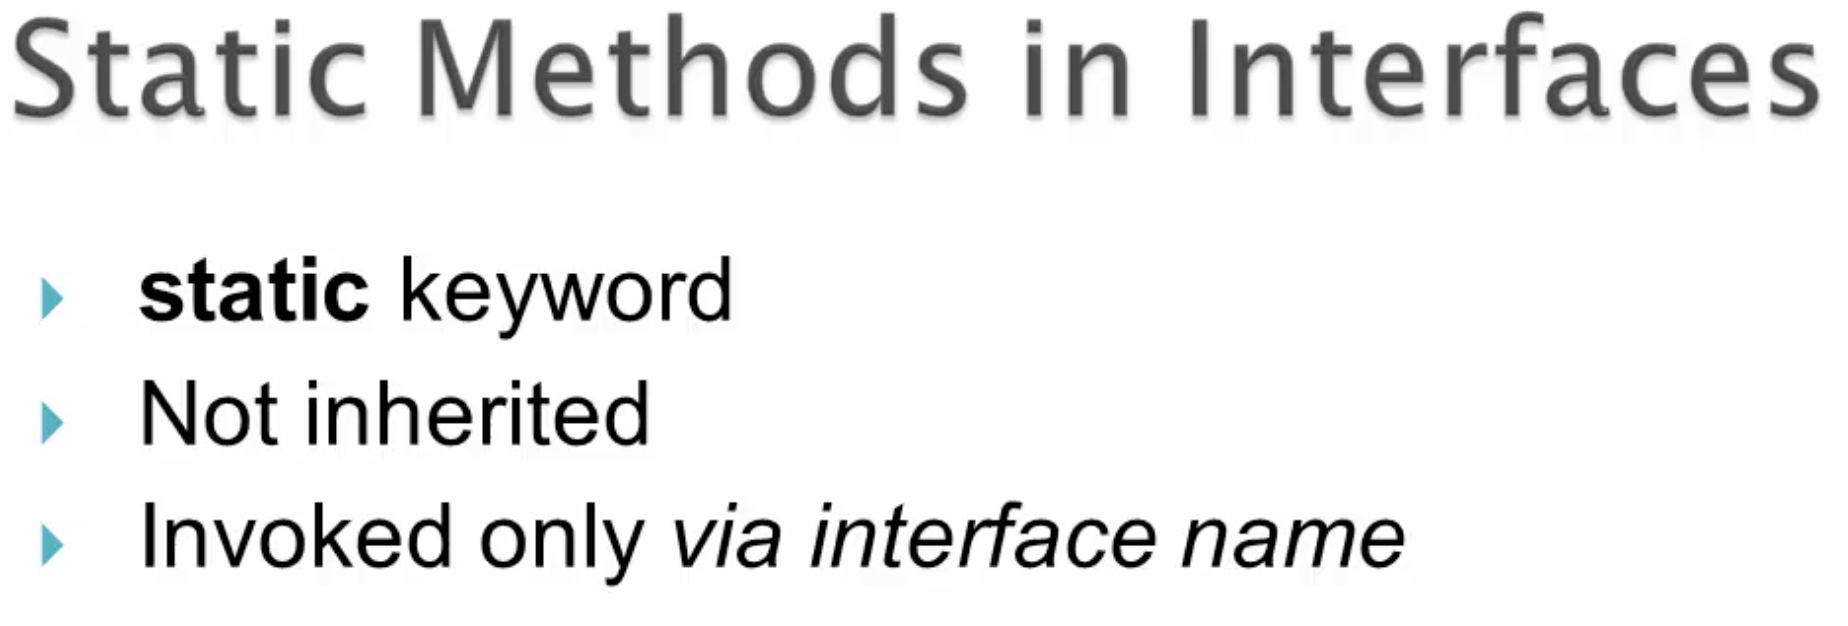 Static Methods in Interfaces
static keyword
Not inherited
Invoked only via interface name